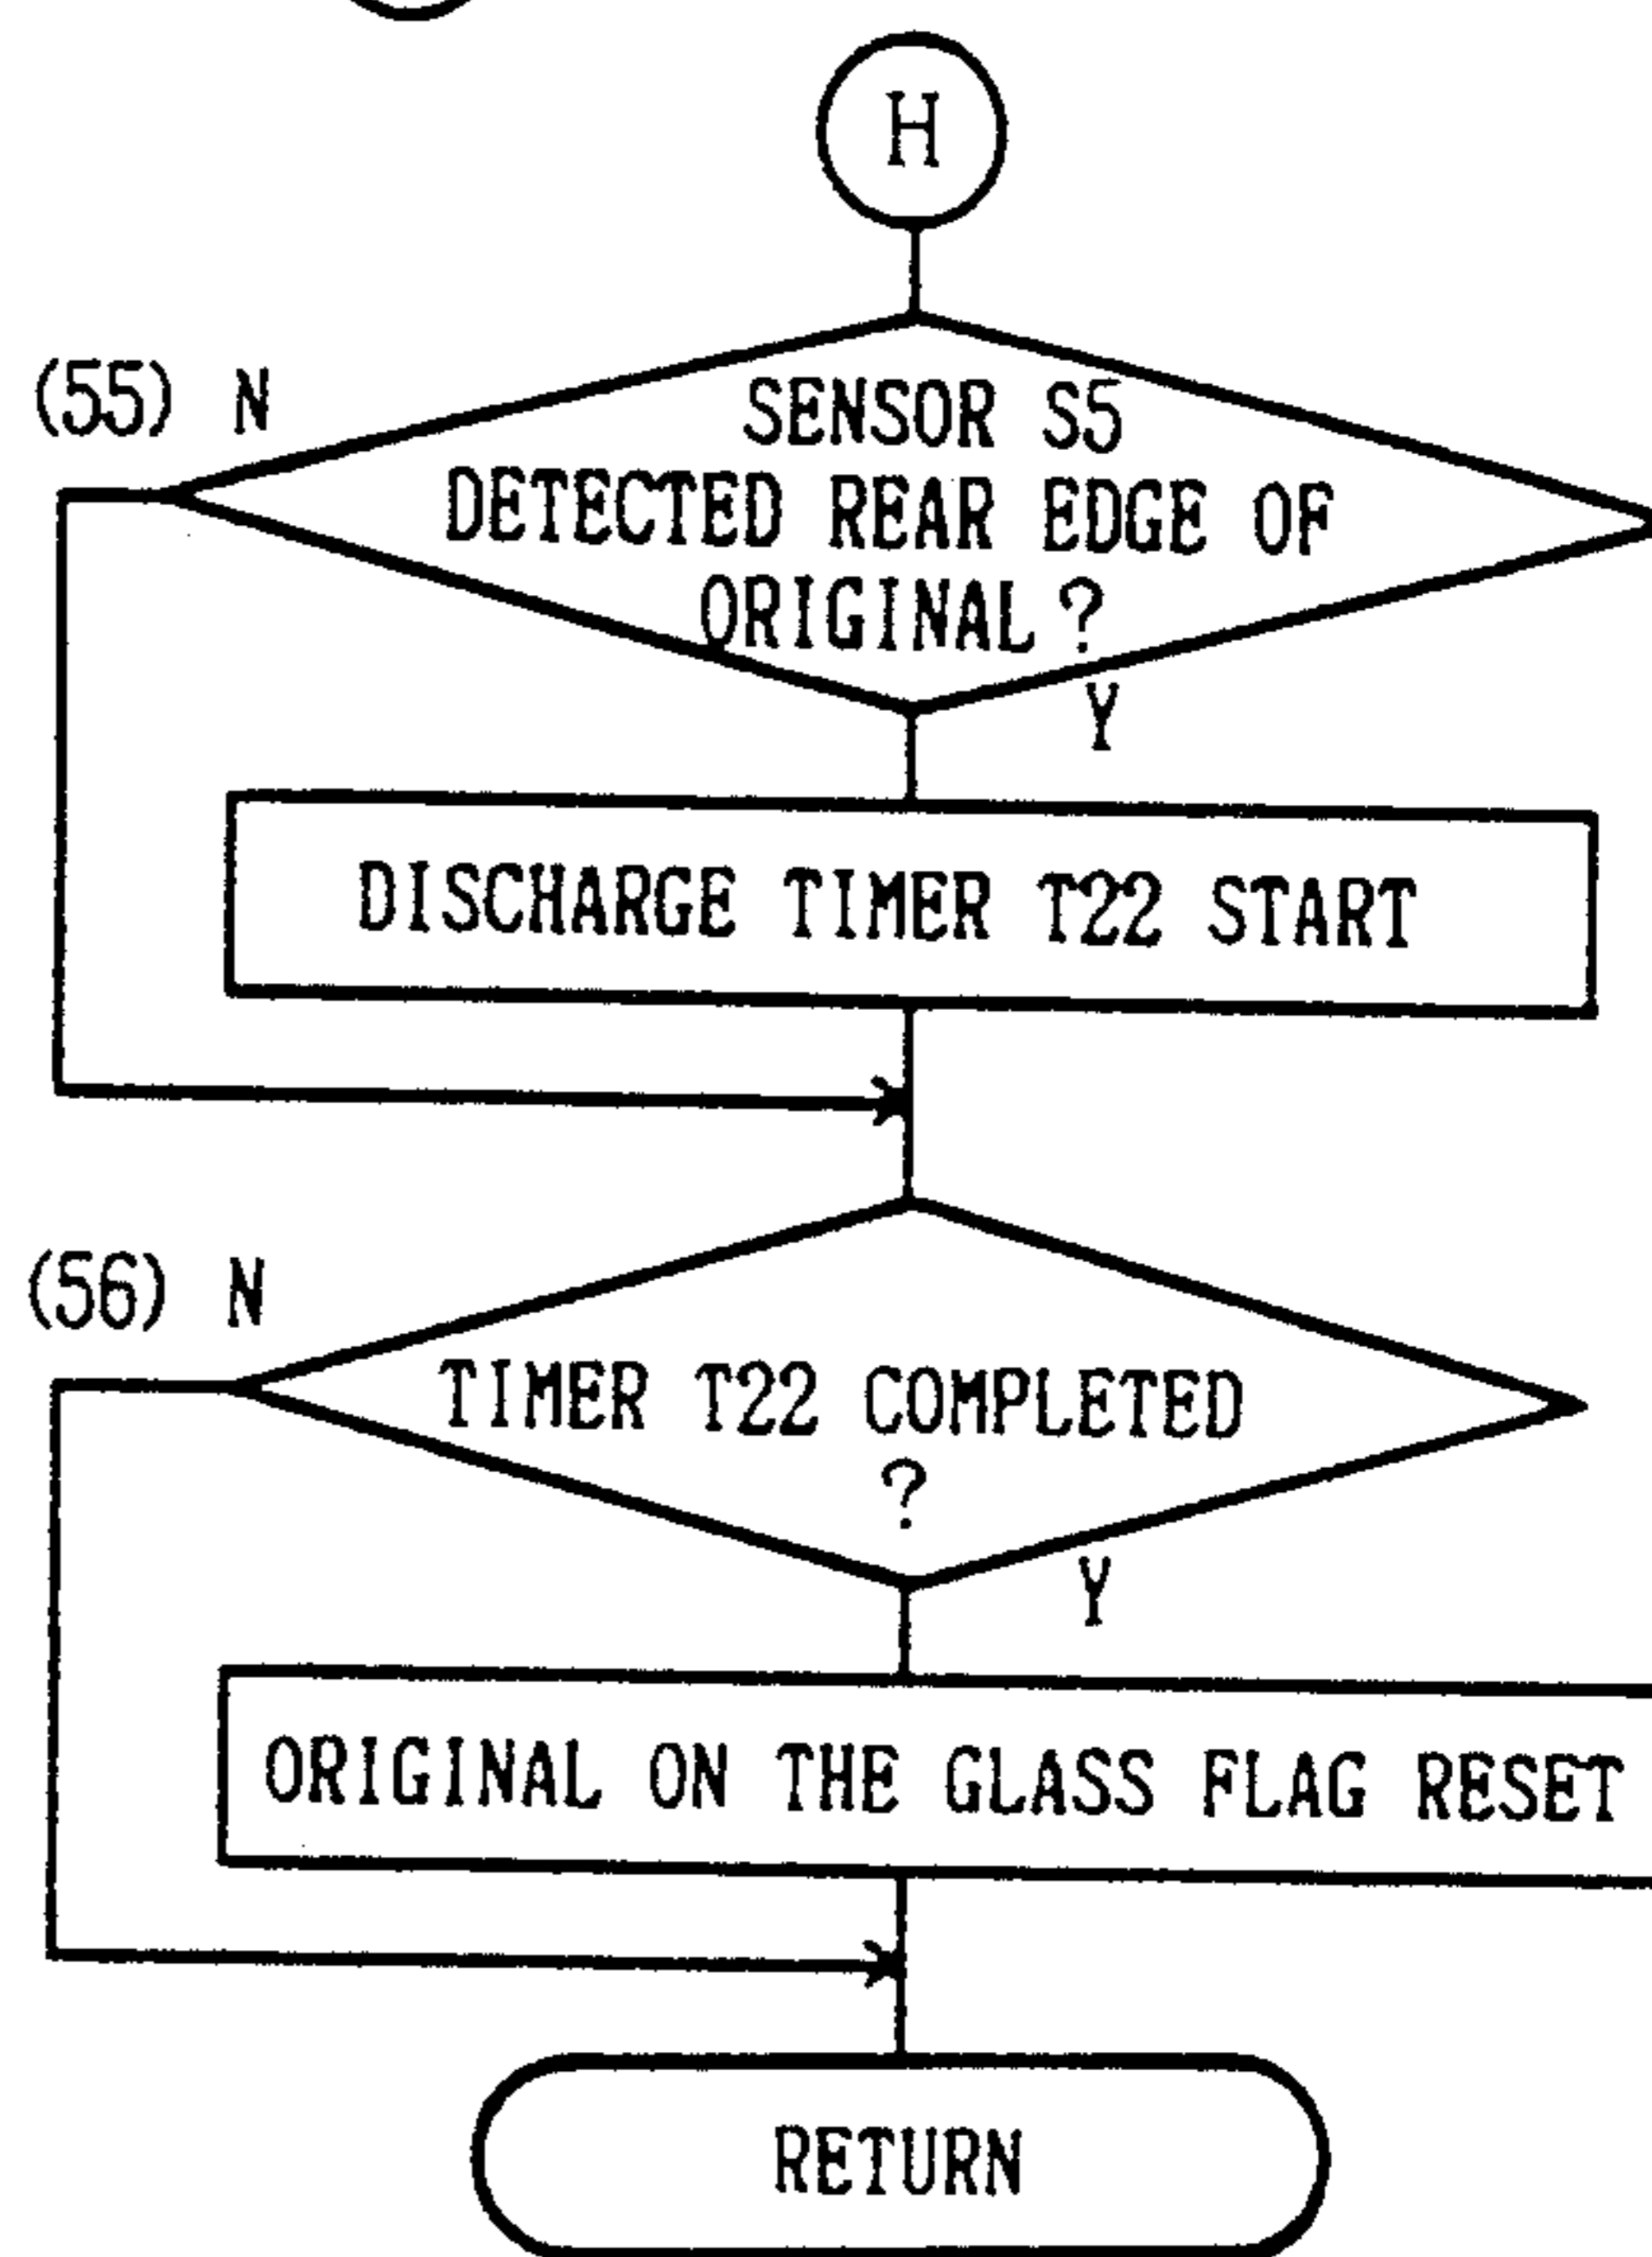 H
(55) N
SENSOR S5
DETECTED REAR EDGE OF
ORIGINAL ?
Y
DISCHARGE TIMER T22 START
(56) N
TIMER T22 COMPLETED
?
Y
ORIGINAL ON THE GLASS FLAG RESET
RETURN